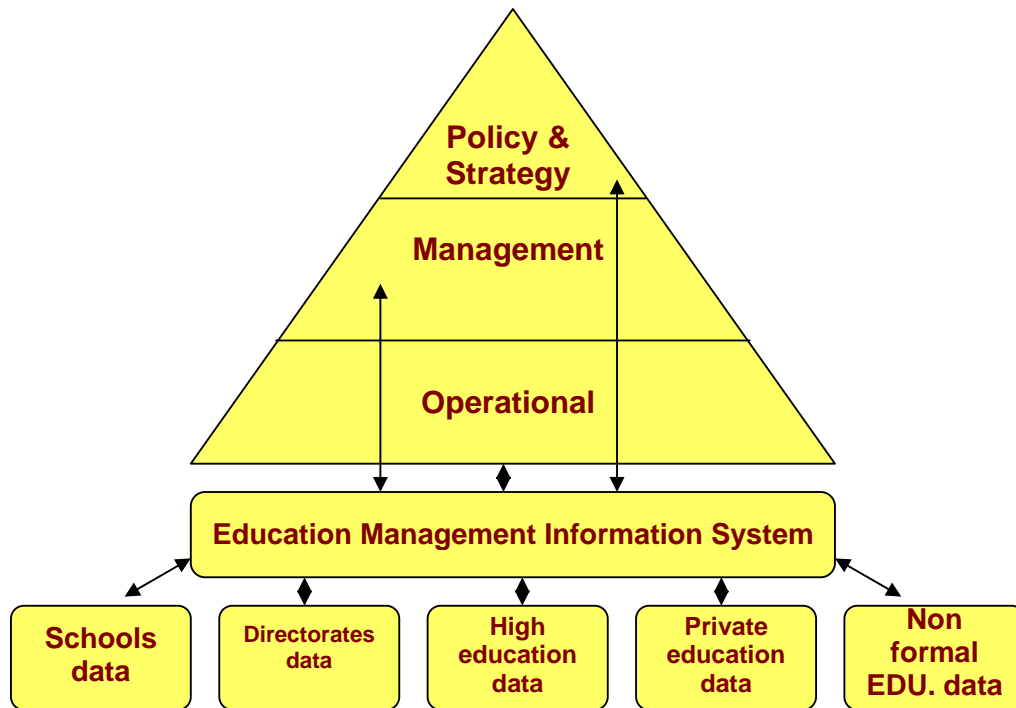 Policy &
Strategy
Management
Operational
Education Management Information System
Schools
data
Directorates
data
High
education
data
Private
education
data
Non
formal
EDU. data